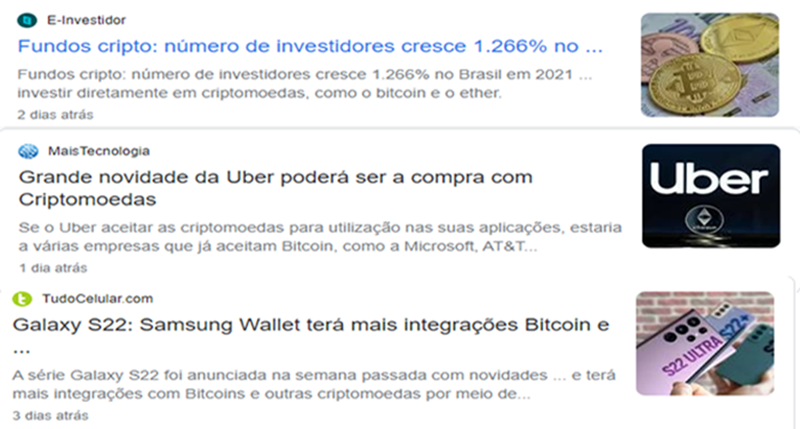 E-Investidor
Fundos cripto: número de investidores cresce 1.266% no ...
Fundos cripto: número de investidores cresce 1.266% no Brasil em 2021 ...
investir diretamente em criptomoedas, como o bitcoin e o ether.
2 dias atrás
MaisTecnologia
Grande novidade da Uber poderá ser a compra com
Criptomoedas
Uber
Se o Uber aceitar as criptomoedas para utilização nas suas aplicações, estaria
a várias empresas que já aceitam Bitcoin, como a Microsoft, AT&T...
1 dia atrás
TudoCelular.com
Galaxy S22: Samsung Wallet terá mais integrações Bitcoin e
...
S22 ULTRA
S22+
A série Galaxy S22 foi anunciada na semana passada com novidades ... e terá
mais integrações com Bitcoins e outras criptomoedas por meio de...
3 dias atrás